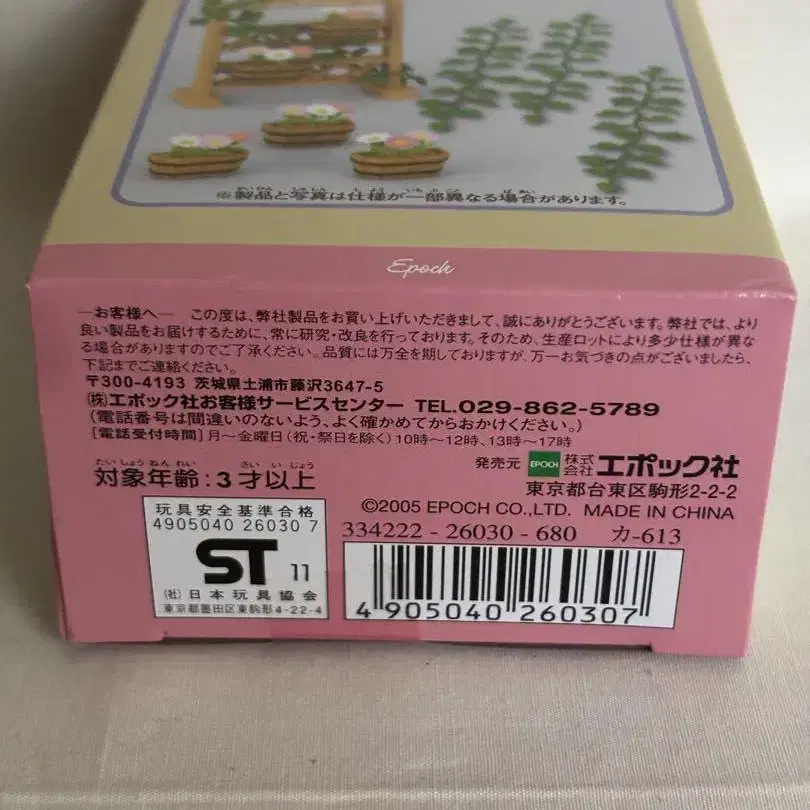 ※製品と写真は仕様が一部異なる場合があります。
Epoch
―お客様へ― この度は、弊社製品をお買い上げいただきまして、誠にありがとうございます。弊社では、より
良い製品をお届けするために、常に研究・改良を行っております。そのため、生産ロットにより多少仕様が異な
る場合がありますのでご了承ください。品質には万全を期しておりますが、万一お気づきの点がございましたら、
下記までご連絡ください。
〒300-4193 茨城県土浦市藤沢3647-5
(株)エポック社お客様サービスセンター TEL.029-862-5789
(電話番号は間違いのないよう、よく確かめてからおかけください。)
[電話受付時間]月～金曜日(祝・祭日を除く)10時～12時、13時～17時
たいしょうねんれい さい いじょう
対象年齢:3才以上
発売元 EPOCH 株式会社エポック社
東京都台東区駒形2-2-2
©2005 EPOCH CO.,LTD. MADE IN CHINA
334222-26030-680 カ-613
玩具安全基準合格
4905040 26030 7
ST 11
(社)日本玩具協会
東京都墨田区東駒形4-22-4
4 905040 260307